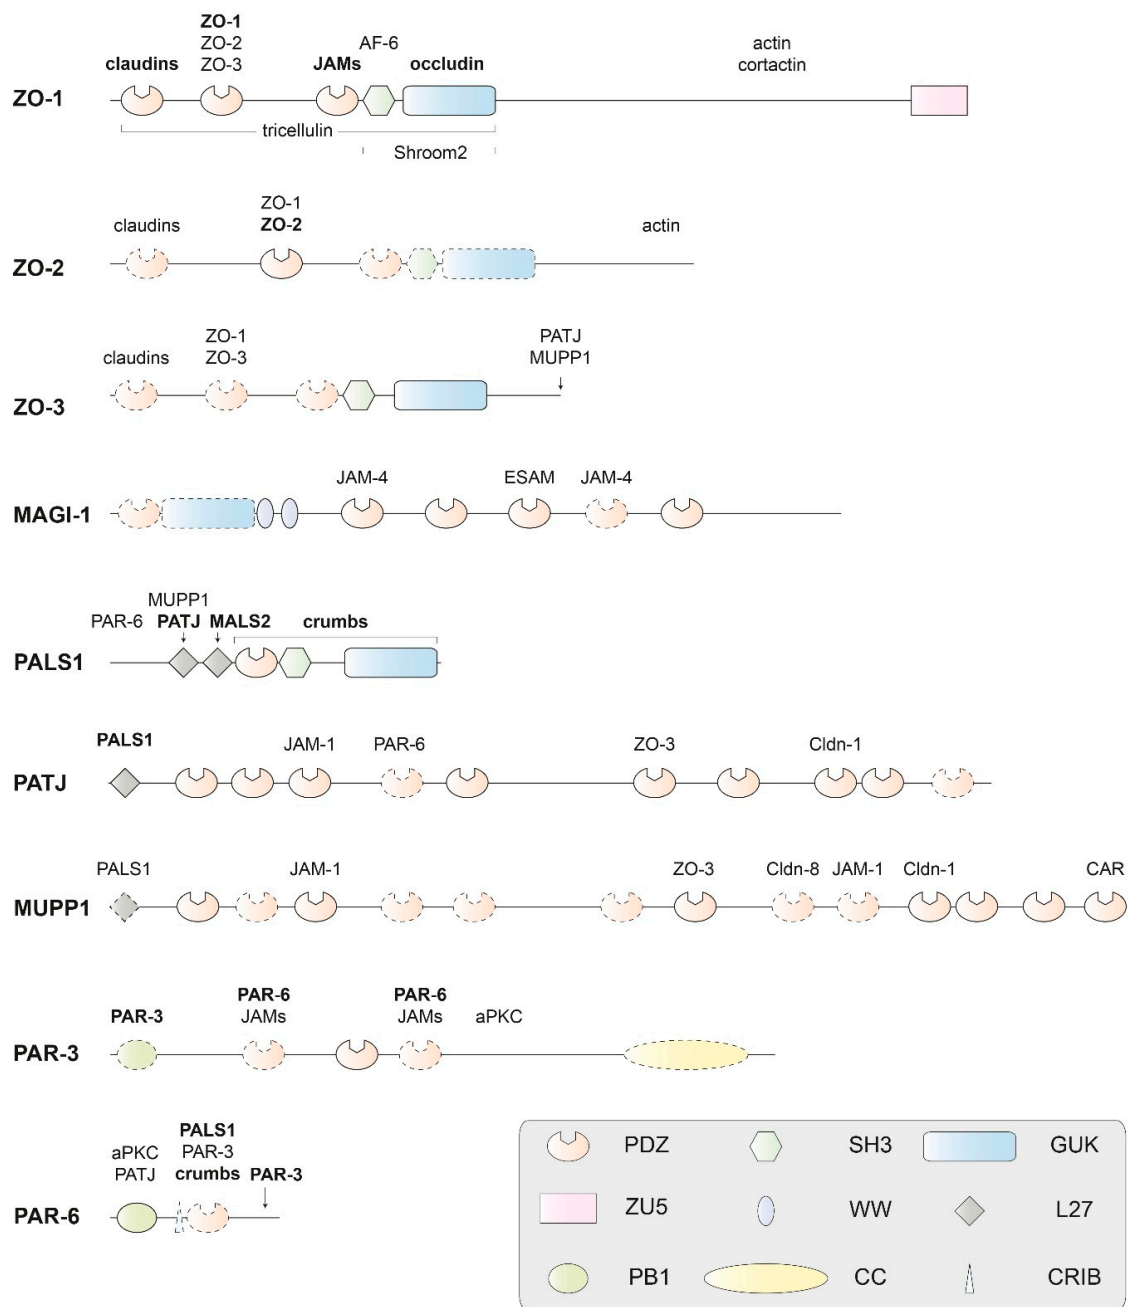 ZO-1
ZO-2
AF-6
actin
claudins
ZO-3
JAMs
occludin
cortactin
ZO-1
tricellulin
Shroom2
ZO-1
claudins
ZO-2
actin
ZO-2
ZO-1
PATJ
claudins
ZO-3
MUPP1
ZO-3
JAM-4
ESAM
JAM-4
MAGI-1
MUPP1
PAR-6
PATJ
MALS2
crumbs
PALS1
PALS1
JAM-1
PAR-6
ZO-3
Cldn-1
PATJ
PALS1
JAM-1
ZO-3
Cldn-8
JAM-1
Cldn-1
CAR
MUPP1
PAR-6
PAR-6
PAR-3
JAMs
JAMs
aPKC
PAR-3
PALS1
aPKC
PAR-3
PATJ
crumbs
PAR-3
PAR-6
PDZ
SH3
GUK
ZU5
WW
L27
PB1
CC
CRIB